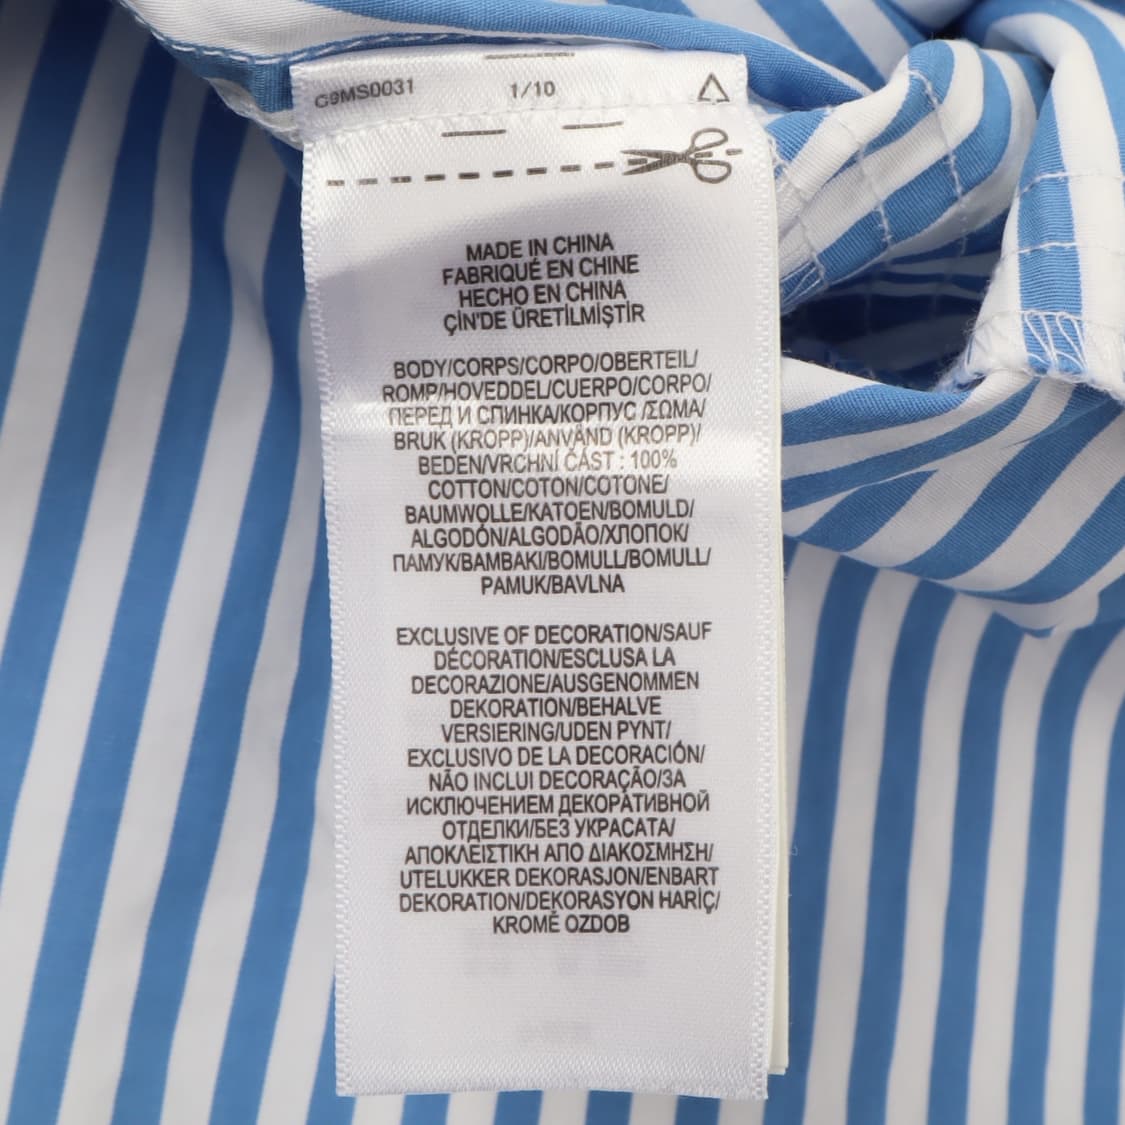 C9MS0031 1/10
MADE IN CHINA
FABRIQUÉ EN CHINE
HECHO EN CHINA
ÇİN'DE ÜRETİLMİŞTİR
BODY/CORPS/CORPO/OBERTEIL/
ROMP/HOVEDDEL/CUERPO/CORPO/
ПЕРЕД И СПИНКА/КОРПУС /ΣΩΜΑ/
BRUK (KROPP)/ANVÄND (KROPP)/
BEDEN/VRCHNÍ ČÁST : 100%
COTTON/COTON/COTONE/
BAUMWOLLE/KATOEN/BOMULD/
ALGODÓN/ALGODÃO/ХЛОПОК/
ПАМУК/ΒΑΜΒΑΚΙ/BOMULL/BOMULL/
PAMUK/BAVLNA
EXCLUSIVE OF DECORATION/SAUF
DÉCORATION/ESCLUSA LA
DECORAZIONE/AUSGENOMMEN
DEKORATION/BEHALVE
VERSIERING/UDEN PYNT/
EXCLUSIVO DE LA DECORACIÓN/
NÃO INCLUI DECORAÇÃO/ЗА
ИСКЛЮЧЕНИЕМ ДЕКОРАТИВНОЙ
ОТДЕЛКИ/БЕЗ УКРАСАТА/
ΑΠΟΚΛΕΙΣΤΙΚΗ ΑΠΟ ΔΙΑΚΟΣΜΗΣΗ/
UTELUKKER DEKORASJON/ENBART
DEKORATION/DEKORASYON HARİÇ/
KROMĚ OZDOB